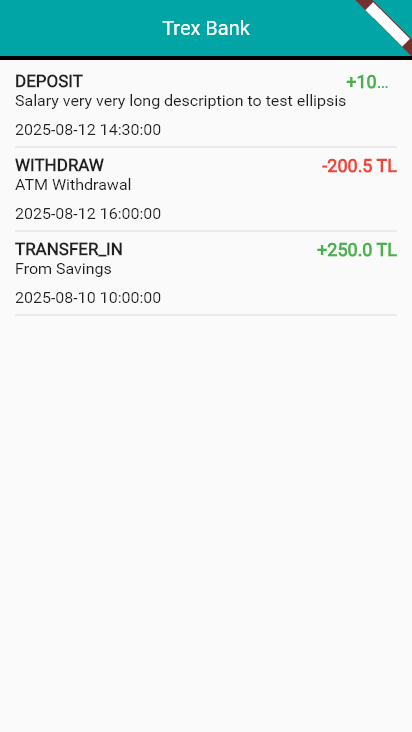 Trex Bank
DEPOSIT +10...
Salary very very long description to test ellipsis
2025-08-12 14:30:00
WITHDRAW -200.5 TL
ATM Withdrawal
2025-08-12 16:00:00
TRANSFER_IN +250.0 TL
From Savings
2025-08-10 10:00:00